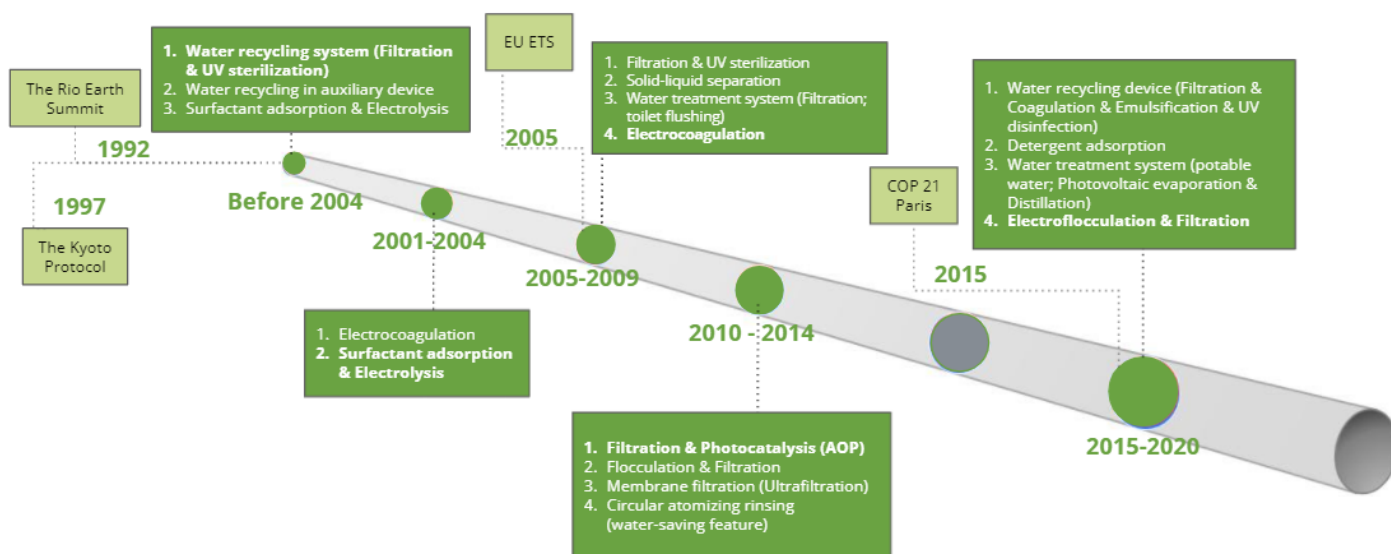 The Rio Earth
Summit
1992
1997
The Kyoto
Protocol
1. Water recycling system (Filtration
& UV sterilization)
2. Water recycling in auxiliary device
3. Surfactant adsorption & Electrolysis
Before 2004
2001-2004
1. Electrocoagulation
2. Surfactant adsorption
& Electrolysis
EU ETS
2005
1. Filtration & UV sterilization
2. Solid-liquid separation
3. Water treatment system (Filtration;
toilet flushing)
4. Electrocoagulation
2005-2009
2010 - 2014
1. Filtration & Photocatalysis (AOP)
2. Flocculation & Filtration
3. Membrane filtration (Ultrafiltration)
4. Circular atomizing rinsing
(water-saving feature)
COP 21
Paris
2015
1. Water recycling device (Filtration &
Coagulation & Emulsification & UV
disinfection)
2. Detergent adsorption
3. Water treatment system (potable
water; Photovoltaic evaporation &
Distillation)
4. Electroflocculation & Filtration
2015-2020